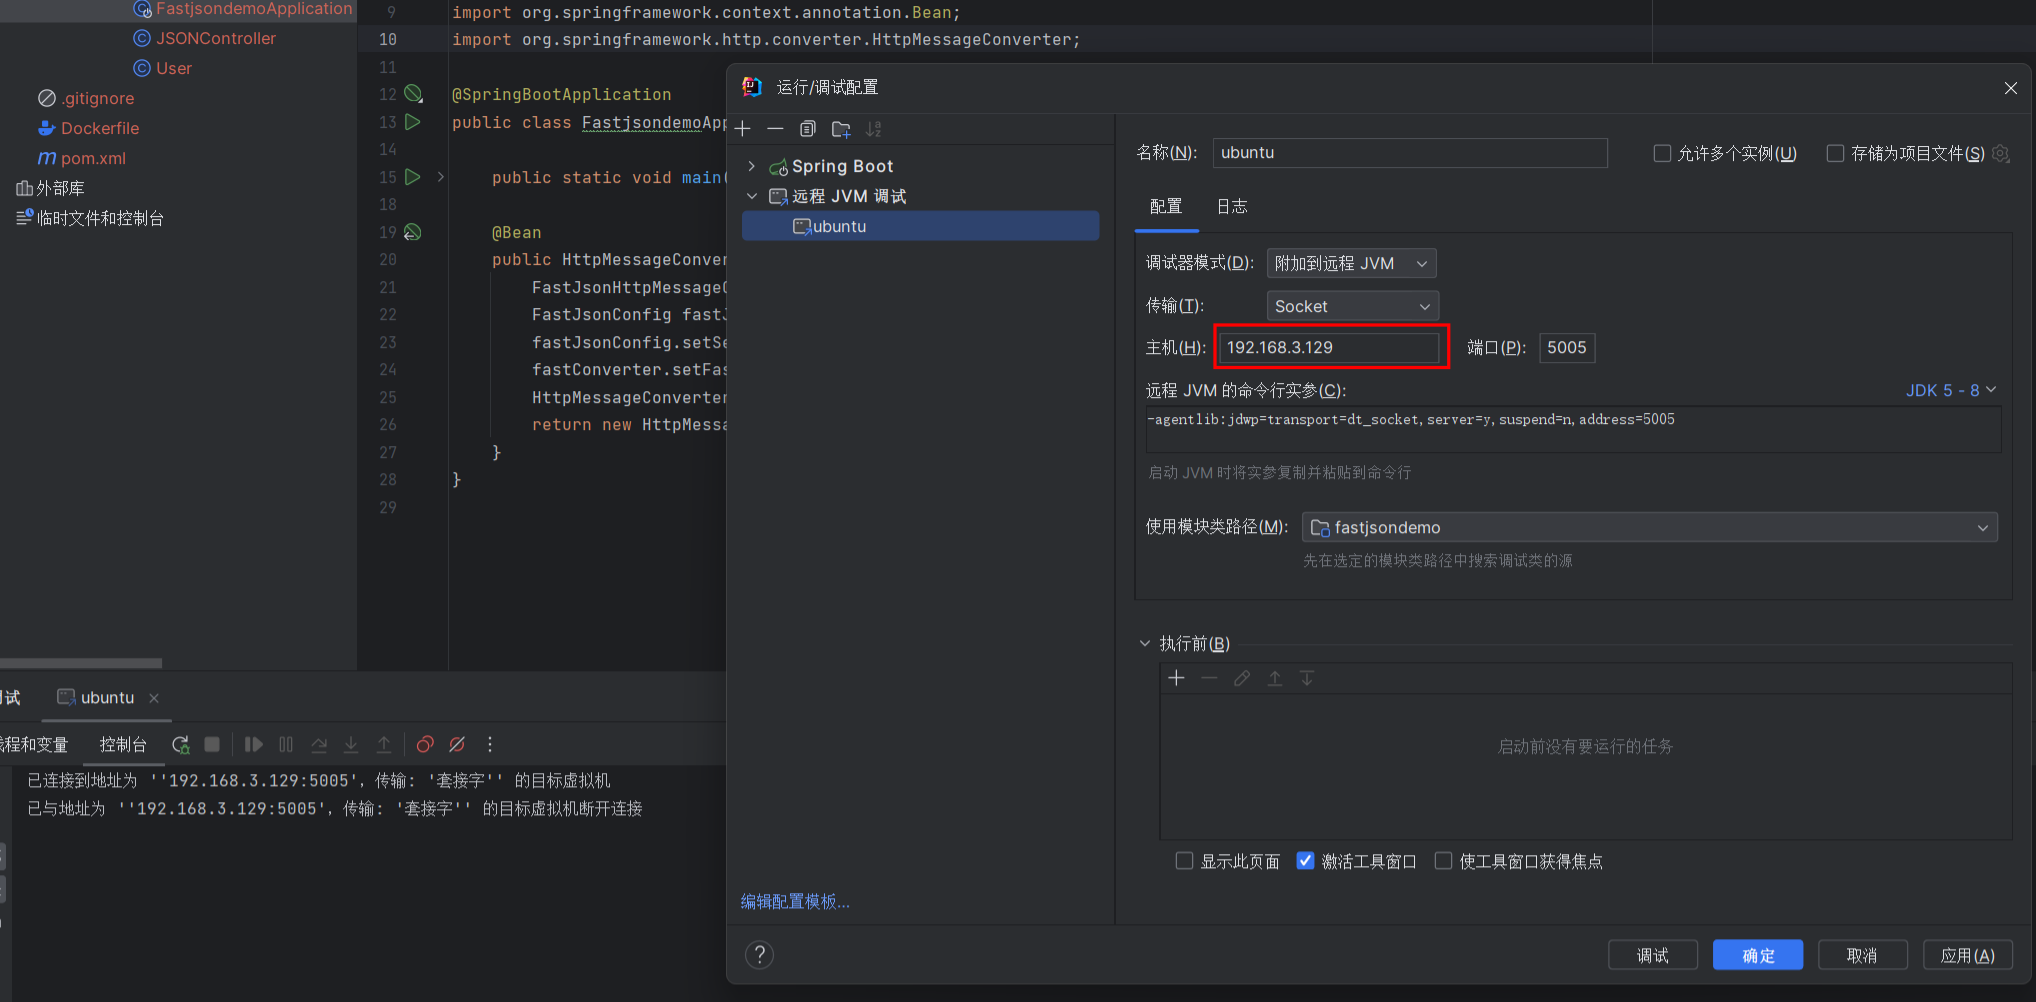 FastjsondemoApplication
JSONController
User
.gitignore
Dockerfile
pom.xml
外部库
临时文件和控制台
9 import org.springframework.context.annotation.Bean;
10 import org.springframework.http.converter.HttpMessageConverter;
11
12 @SpringBootApplication
13 public class FastjsondemoApp
14
15 public static void main(
18
19 @Bean
20 public HttpMessageConver
21 FastJsonHttpMessageC
22 FastJsonConfig fastJ
23 fastJsonConfig.setSe
24 fastConverter.setFas
25 HttpMessageConverter
26 return new HttpMessa
27 }
28 }
29
运行/调试配置
Spring Boot
远程 JVM 调试
ubuntu
编辑配置模板...
名称(N): ubuntu 允许多个实例(U) 存储为项目文件(S)
配置 日志
调试器模式(D): 附加到远程 JVM
传输(T): Socket
主机(H): 192.168.3.129 端口(P): 5005
远程 JVM 的命令行实参(C): JDK 5 - 8
-agentlib:jdwp=transport=dt_socket,server=y,suspend=n,address=5005
启动 JVM 时将实参复制并粘贴到命令行
使用模块类路径(M): fastjsondemo
先在选定的模块类路径中搜索调试类的源
执行前(B)
启动前没有要运行的任务
显示此页面 激活工具窗口 使工具窗口获得焦点
? 调试 确定 取消 应用(A)
试 ubuntu
程和变量 控制台
已连接到地址为 ''192.168.3.129:5005'，传输: '套接字'' 的目标虚拟机
已与地址为 ''192.168.3.129:5005'，传输: '套接字'' 的目标虚拟机断开连接